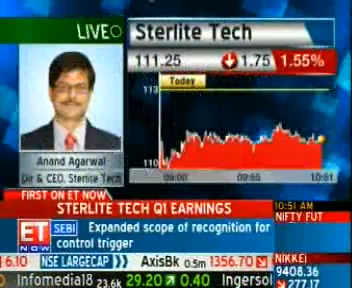 LIVE
Sterlite Tech
111.25 1.75 1.55%
Today
113
110
09:00 09:55 10:51
Anand Agarwal
Dir & CEO, Sterlite Tech
FIRST ON ET NOW
STERLITE TECH Q1 EARNINGS
10:51 AM
NIFTY FUT
ET
NOW
SEBI
Expanded scope of recognition for
control trigger
6.10 NSE LARGECAP AxisBk 0.5m 1356.70
NIKKEI
9408.36
277.17
Infomedia18 23.6k 29.20 0.40 Ingersol